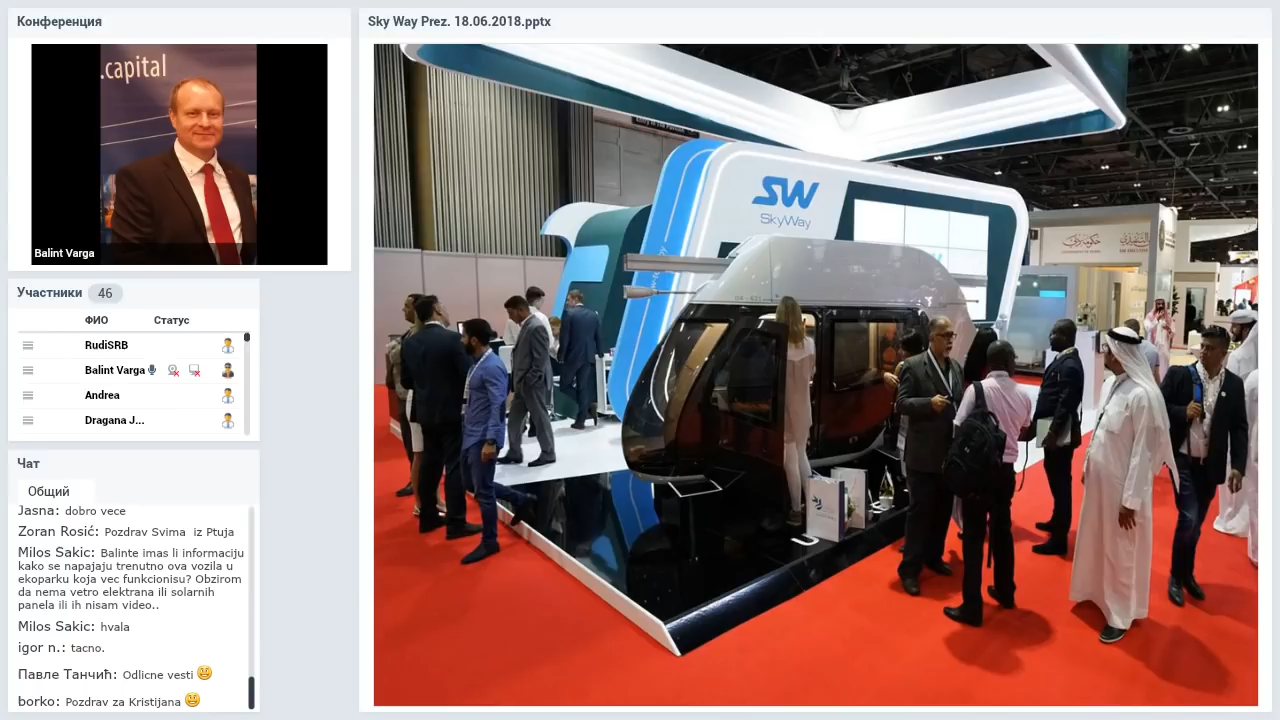 Конференция
.capital
Balint Varga
Участники 46
ФИО Статус
RudiSRB
Balint Varga
Andrea
Dragana J...
Чат
Общий
Jasna: dobro vece
Zoran Rosić: Pozdrav Svima iz Ptuja
Milos Sakic: Balinte imas li informaciju
kako se napajaju trenutno ova vozila u
ekoparku koja vec funkcionisu? Obzirom
da nema vetro elektrana ili solarnih
panela ili ih nisam video..
Milos Sakic: hvala
igor n.: tacno.
Павле Танчић: Odlicne vesti
borko: Pozdrav za Kristijana
Sky Way Prez. 18.06.2018.pptx
SW
SkyWay
حكومة دبي